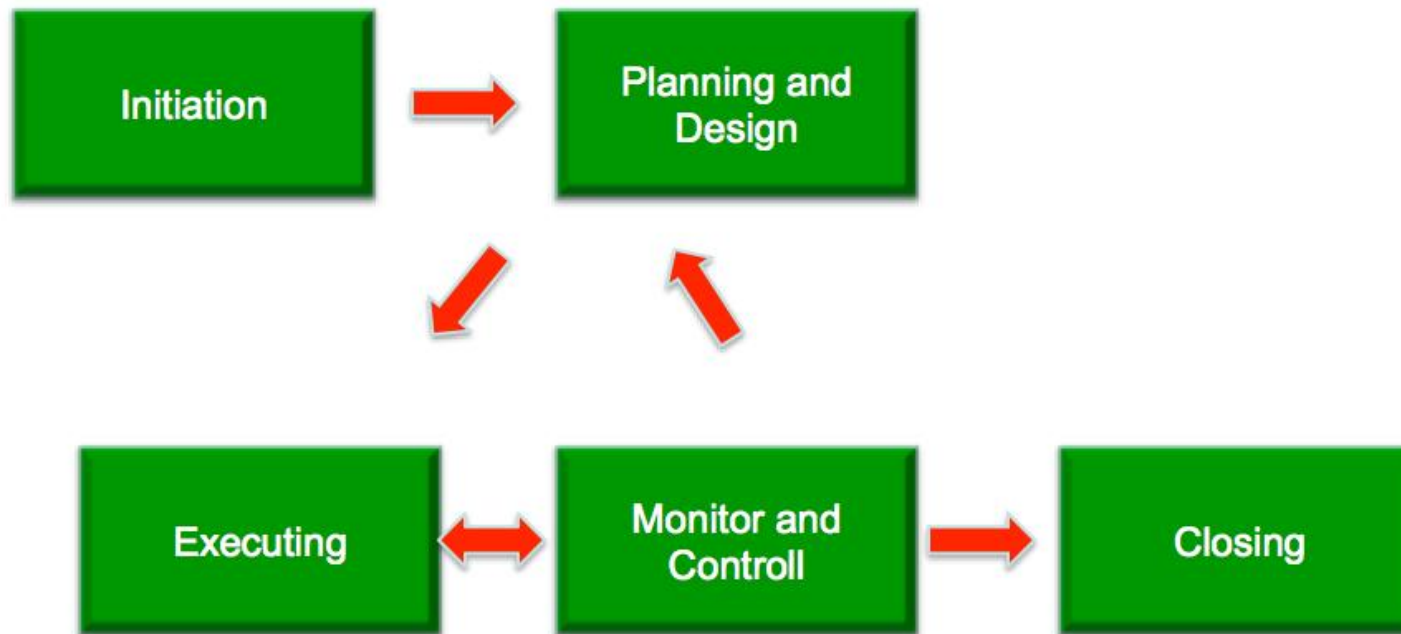 Initiation
Planning and
Design
Executing
Monitor and
Controll
Closing